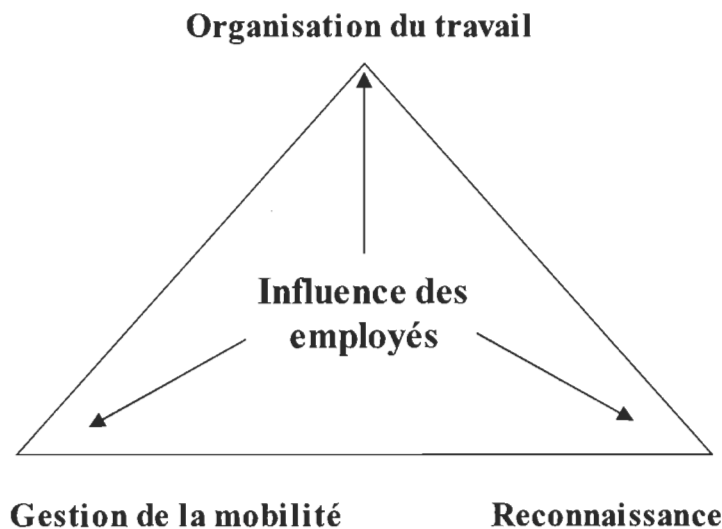 Organisation du travail
Influence des
employés
Gestion de la mobilité
Reconnaissance